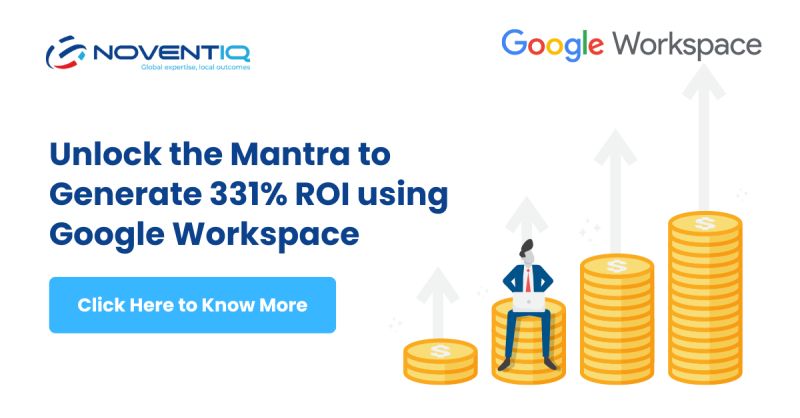 NOVENTIQ
Global expertise, local outcomes
Google Workspace
Unlock the Mantra to
Generate 331% ROI using
Google Workspace
Click Here to Know More
$
$
$
$